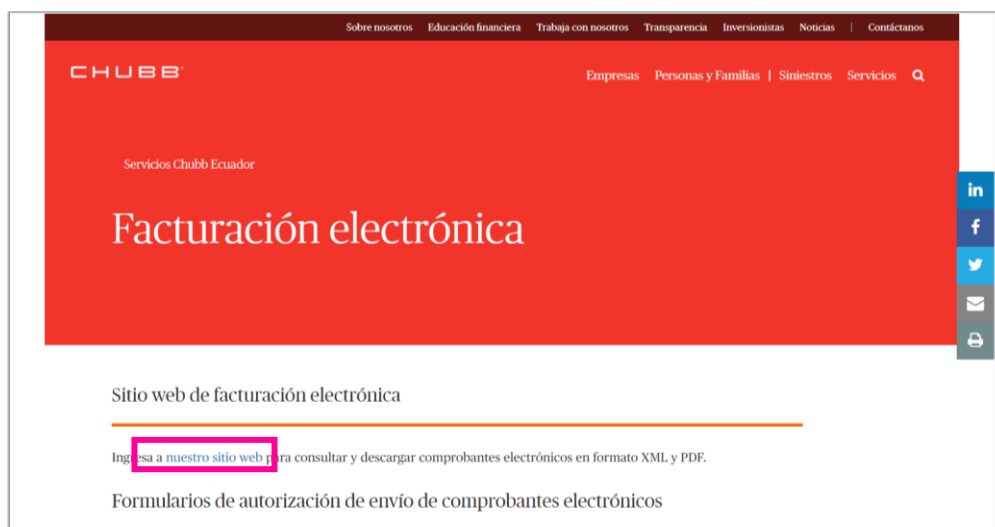 Sobre nosotros Educación financiera Trabaja con nosotros Transparencia Inversionistas Noticias | Contáctanos
CHUBB
Empresas Personas y Familias | Siniestros Servicios
Servicios Chubb Ecuador
Facturación electrónica
in
f
Sitio web de facturación electrónica
Ingresa a nuestro sitio web para consultar y descargar comprobantes electrónicos en formato XML y PDF.
Formularios de autorización de envío de comprobantes electrónicos